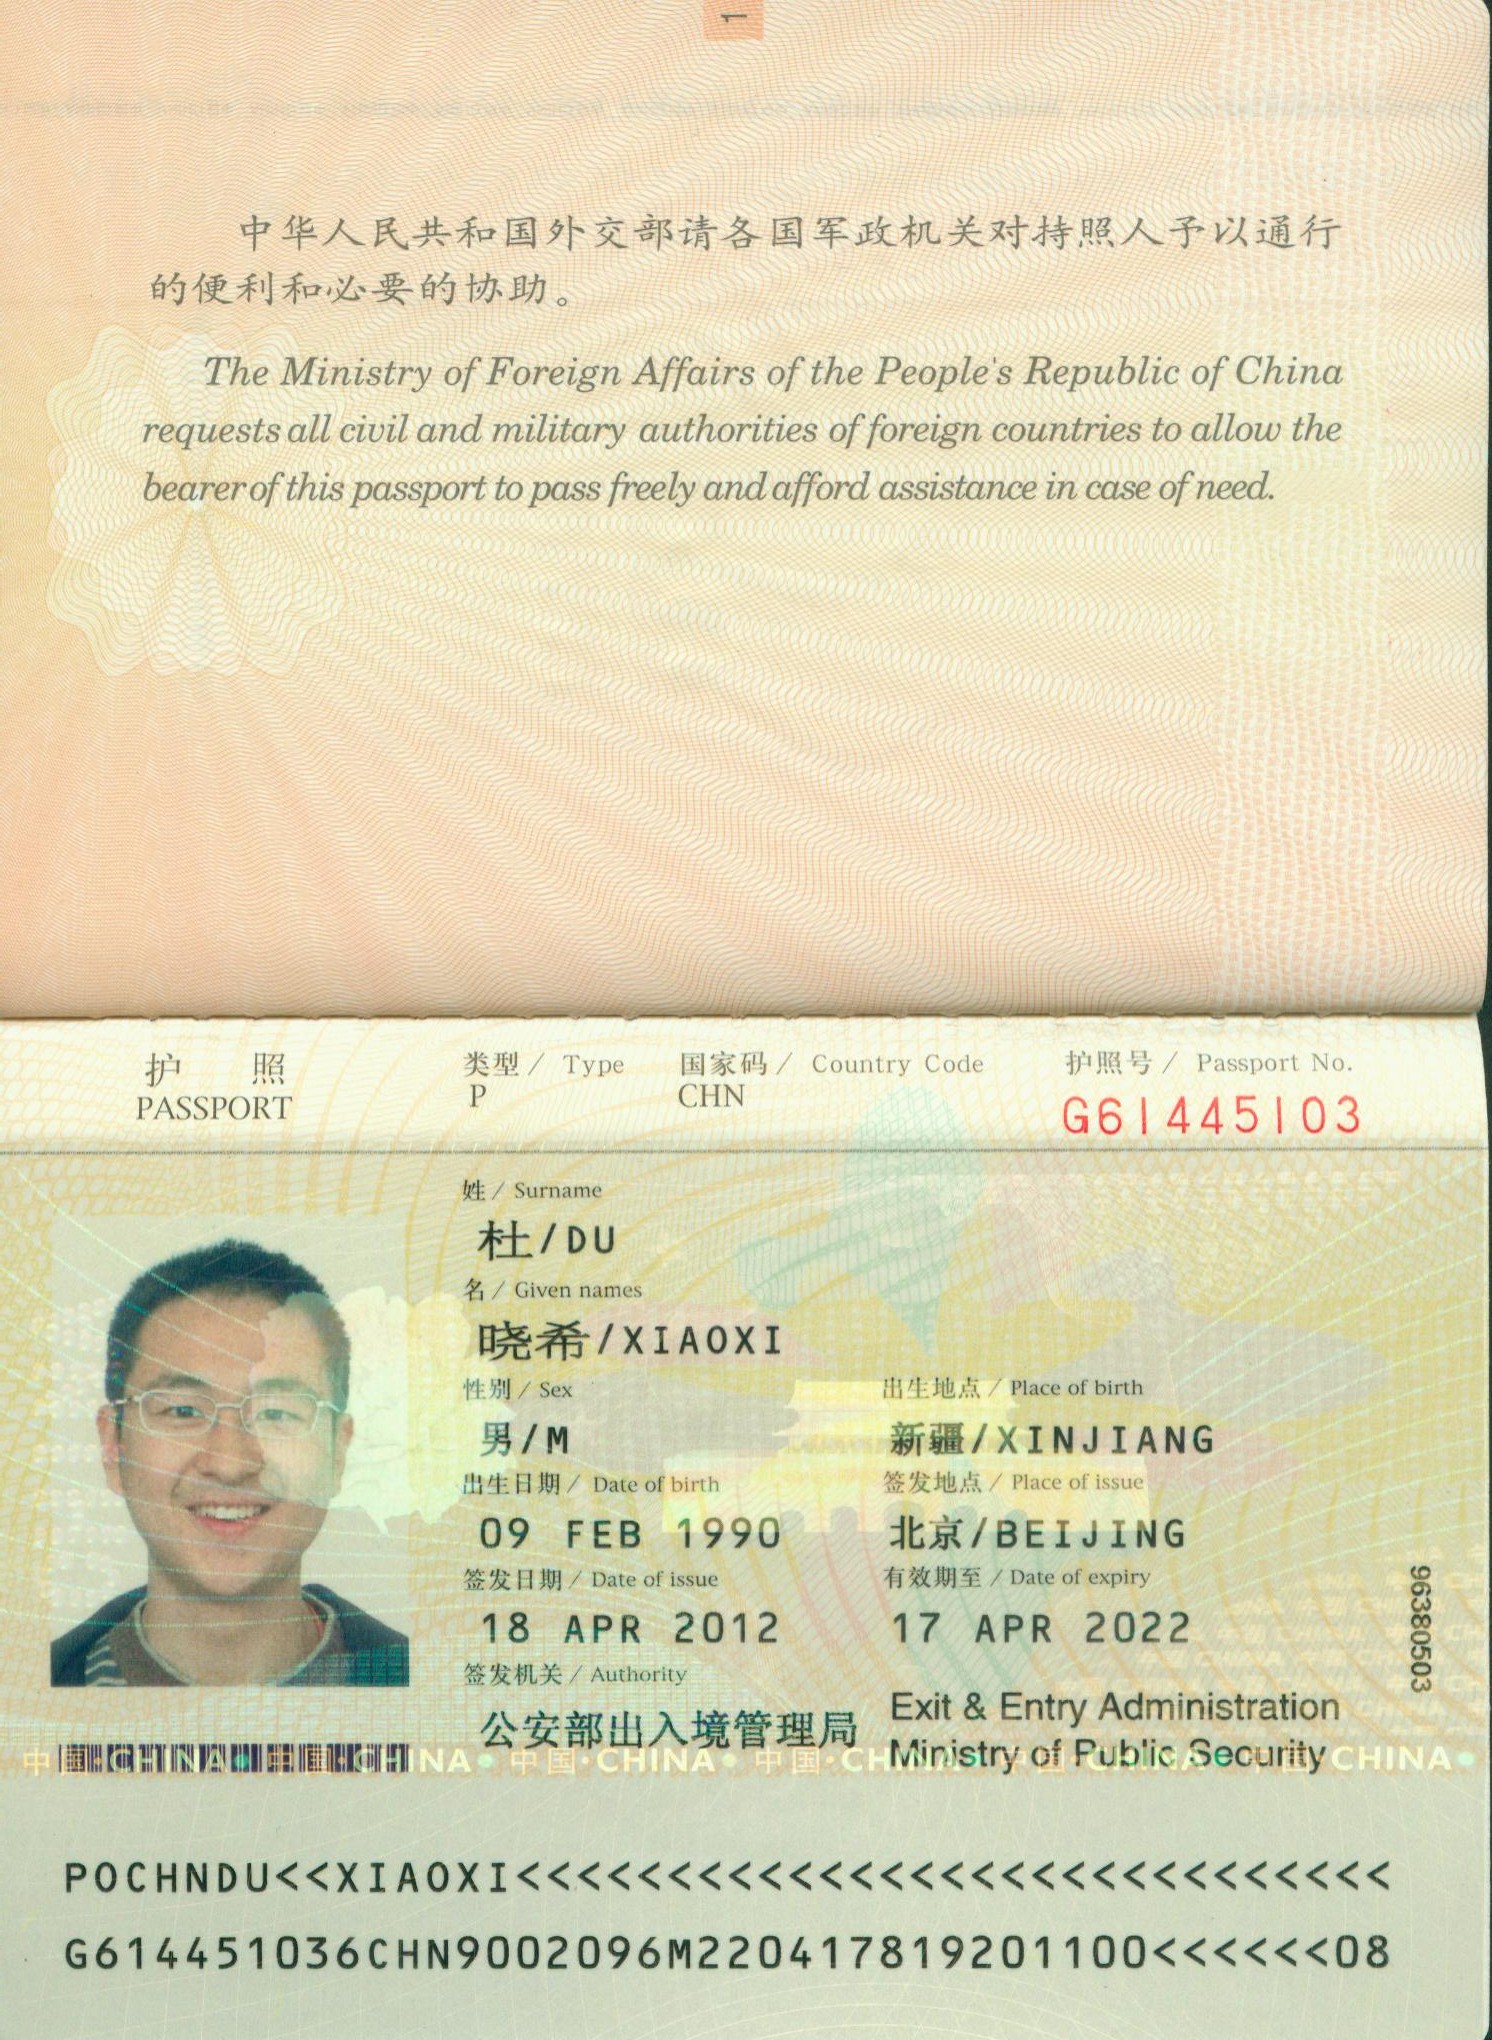 1
中华人民共和国外交部请各国军政机关对持照人予以通行
的便利和必要的协助。
The Ministry of Foreign Affairs of the People's Republic of China
requests all civil and military authorities of foreign countries to allow the
bearer of this passport to pass freely and afford assistance in case of need.
护 照 类型 / Type 国家码 / Country Code 护照号 / Passport No.
PASSPORT P CHN G61445103
姓 / Surname
杜/DU
名 / Given names
晓希/XIAOXI
性别 / Sex 出生地点 / Place of birth
男/M 新疆/XINJIANG
出生日期 / Date of birth 签发地点 / Place of issue
09 FEB 1990 北京/BEIJING
签发日期 / Date of issue 有效期至 / Date of expiry
18 APR 2012 17 APR 2022
96380503
签发机关 / Authority
公安部出入境管理局 Exit & Entry Administration
Ministry of Public Security
中国·CHINA 中国·CHINA 中国·CHINA 中国·CHINA 中国·CHINA 中国·CHINA
POCHNDU<<XIAOXI<<<<<<<<<<<<<<<<<<<<<<<<<<<<<
G614451036CHN9002096M220417819201100<<<<<<08